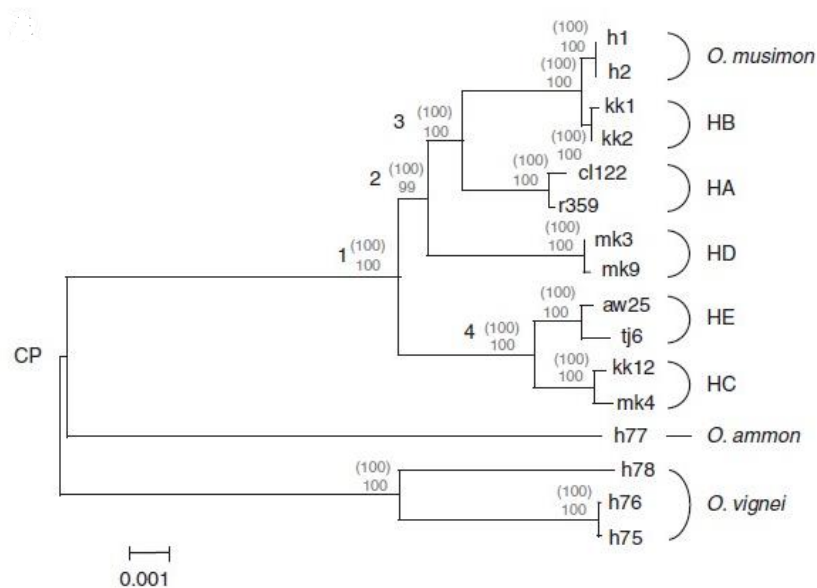 (100)
100
h1
h2
O. musimon
(100)
100
kk1
kk2
HB
(100)
100
3
(100)
100
cl122
r359
HA
(100)
100
2
(100)
99
mk3
mk9
HD
(100)
100
1
(100)
100
aw25
tj6
HE
(100)
100
4
(100)
100
kk12
mk4
HC
(100)
100
CP
h77
O. ammon
(100)
100
h78
h76
h75
O. vignei
(100)
100
0.001